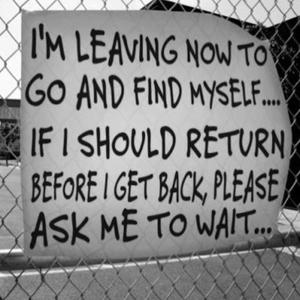 I'M LEAVING NOW TO
GO AND FIND MYSELF....
IF I SHOULD RETURN
BEFORE I GET BACK, PLEASE
ASK ME TO WAIT...